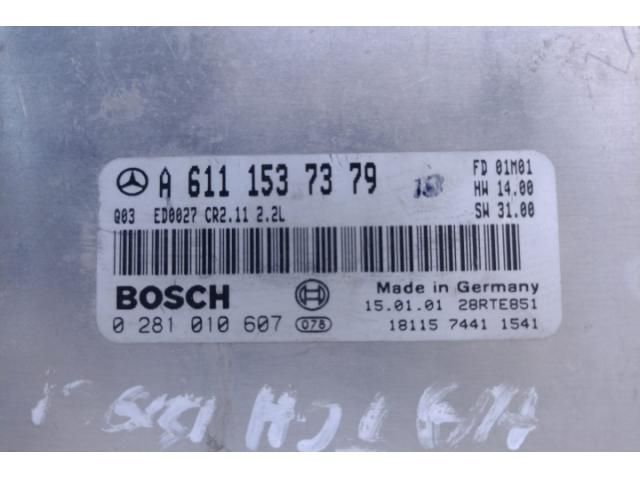 A 611 153 73 79
FD 01M01
HW 14.00
SW 31.00
Q03 ED0027 CR2.11 2.2L
BOSCH
Made in Germany
15.01.01 28RTE851
0 281 010 607 078
18115 7441 1541